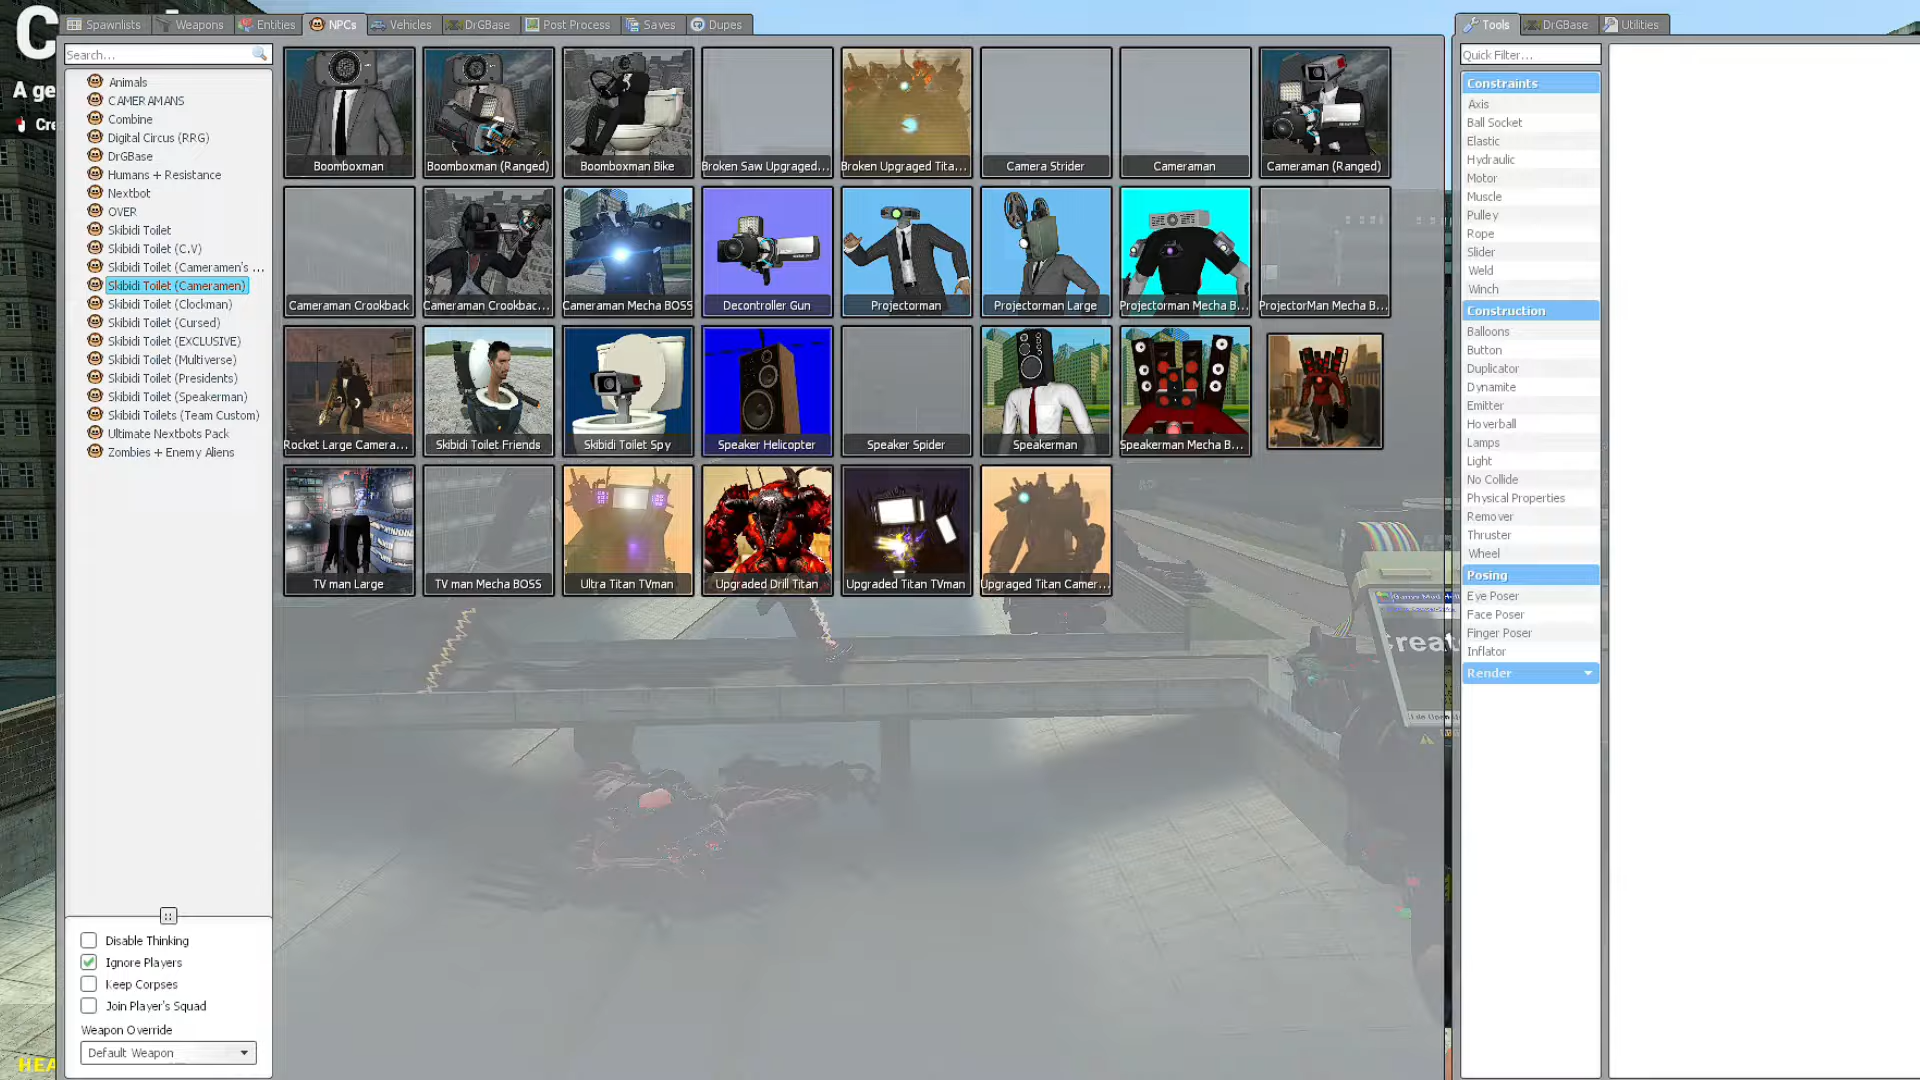 Spawnlists
Weapons
Entities
NPCs
Vehicles
DrGBase
Post Process
Saves
Dupes
Tools
DrGBase
Utilities
Search...
Quick Filter...
A ge
Cre
Animals
CAMERAMANS
Combine
Digital Circus (RRG)
DrGBase
Humans + Resistance
Nextbot
OVER
Skibidi Toilet
Skibidi Toilet (C.V)
Skibidi Toilet (Cameramen's ...
Skibidi Toilet (Cameramen)
Skibidi Toilet (Clockman)
Skibidi Toilet (Cursed)
Skibidi Toilet (EXCLUSIVE)
Skibidi Toilet (Multiverse)
Skibidi Toilet (Presidents)
Skibidi Toilet (Speakerman)
Skibidi Toilets (Team Custom)
Ultimate Nextbots Pack
Zombies + Enemy Aliens
Boomboxman
Boomboxman (Ranged)
Boomboxman Bike
Broken Saw Upgraded...
Broken Upgraded Tita...
Camera Strider
Cameraman
Cameraman (Ranged)
Cameraman Crookback
Cameraman Crookbac...
Cameraman Mecha BOSS
Decontroller Gun
Projectorman
Projectorman Large
Projectorman Mecha B...
ProjectorMan Mecha B...
Rocket Large Camera...
Skibidi Toilet Friends
Skibidi Toilet Spy
Speaker Helicopter
Speaker Spider
Speakerman
Speakerman Mecha B...
TV man Large
TV man Mecha BOSS
Ultra Titan TVman
Upgraded Drill Titan
Upgraded Titan TVman
Upgraged Titan Camer...
Constraints
Axis
Ball Socket
Elastic
Hydraulic
Motor
Muscle
Pulley
Rope
Slider
Weld
Winch
Construction
Balloons
Button
Duplicator
Dynamite
Emitter
Hoverball
Lamps
Light
No Collide
Physical Properties
Remover
Thruster
Wheel
Posing
Eye Poser
Face Poser
Finger Poser
Inflator
Render
Create
Disable Thinking
Ignore Players
Keep Corpses
Join Player's Squad
Weapon Override
Default Weapon
HEA